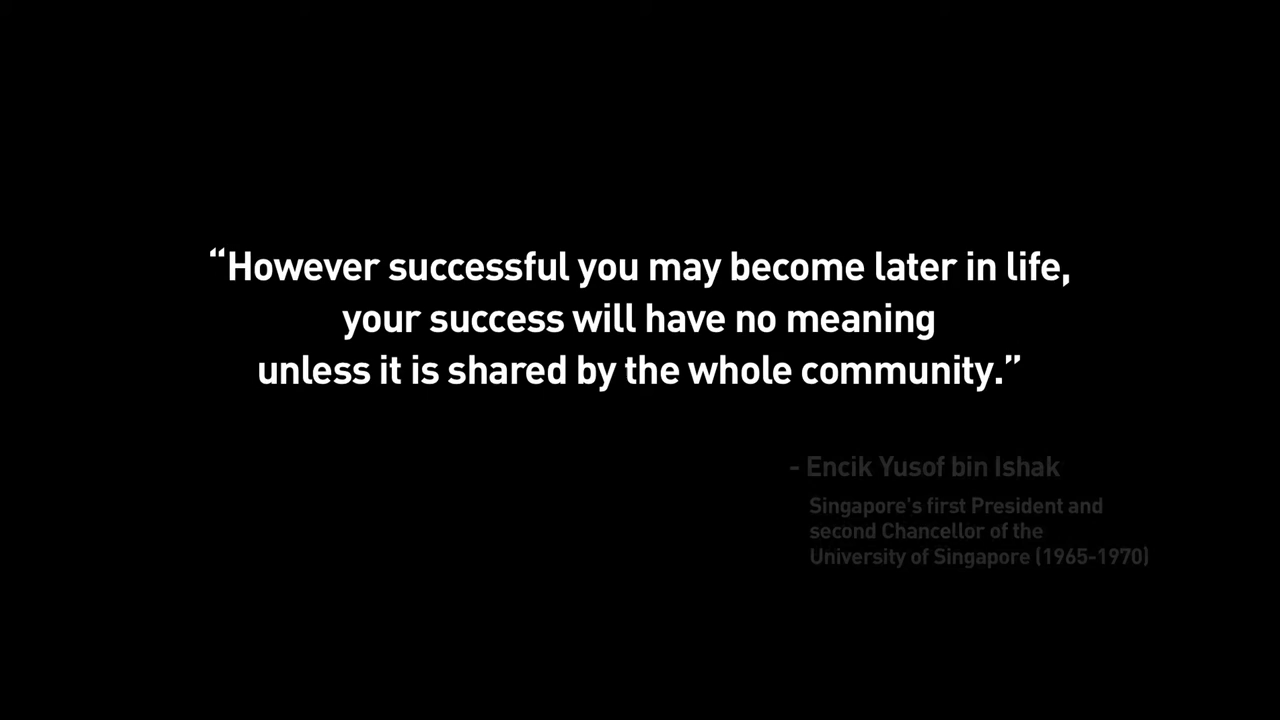 “However successful you may become later in life,
your success will have no meaning
unless it is shared by the whole community.”
- Encik Yusof bin Ishak
Singapore's first President and
second Chancellor of the
University of Singapore (1965-1970)